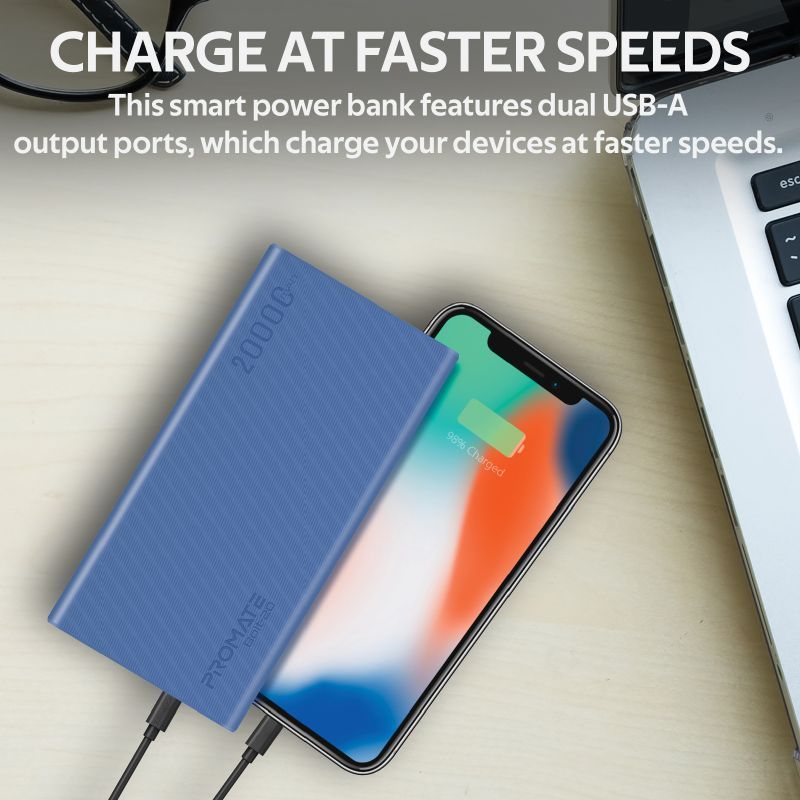 CHARGE AT FASTER SPEEDS
This smart power bank features dual USB-A
output ports, which charge your devices at faster speeds.
esc
~
20000
98% Charged
PROMATE